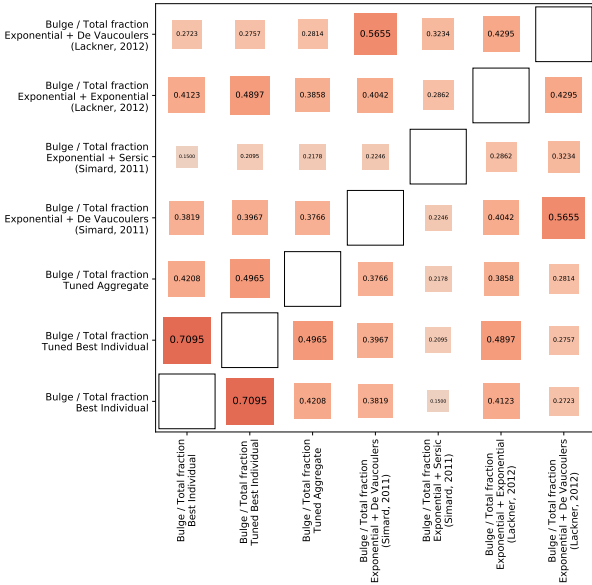 Bulge / Total fraction
Exponential + De Vaucoulers
(Lackner, 2012)
0.2723 0.2757 0.2814 0.5655 0.3234 0.4295
Bulge / Total fraction
Exponential + Exponential
(Lackner, 2012)
0.4123 0.4897 0.3858 0.4042 0.2862 0.4295
Bulge / Total fraction
Exponential + Sersic
(Simard, 2011)
0.1500 0.2095 0.2178 0.2246 0.2862 0.3234
Bulge / Total fraction
Exponential + De Vaucoulers
(Simard, 2011)
0.3819 0.3967 0.3766 0.2246 0.4042 0.5655
Bulge / Total fraction
Tuned Aggregate
0.4208 0.4965 0.3766 0.2178 0.3858 0.2814
Bulge / Total fraction
Tuned Best Individual
0.7095 0.4965 0.3967 0.2095 0.4897 0.2757
Bulge / Total fraction
Best Individual
0.7095 0.4208 0.3819 0.1500 0.4123 0.2723
Bulge / Total fraction
Best Individual
Bulge / Total fraction
Tuned Best Individual
Bulge / Total fraction
Tuned Aggregate
Bulge / Total fraction
Exponential + De Vaucoulers
(Simard, 2011)
Bulge / Total fraction
Exponential + Sersic
(Simard, 2011)
Bulge / Total fraction
Exponential + Exponential
(Lackner, 2012)
Bulge / Total fraction
Exponential + De Vaucoulers
(Lackner, 2012)